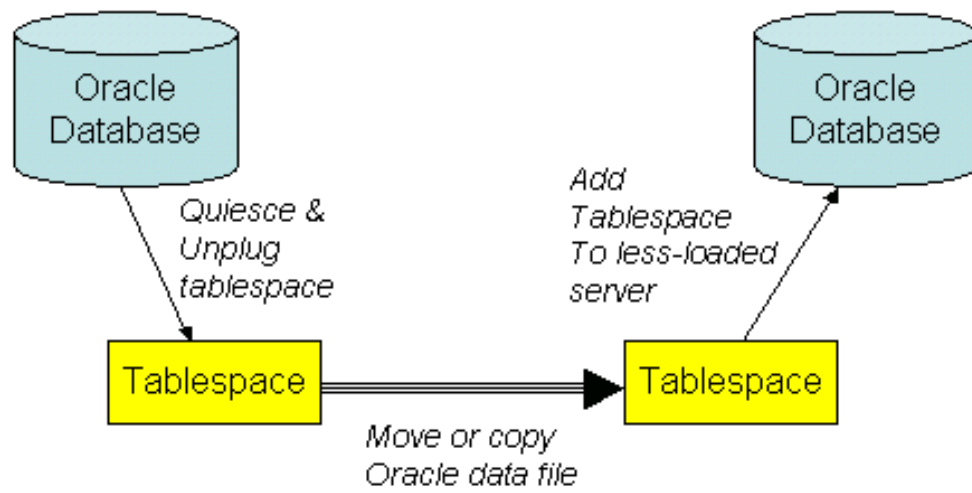 Oracle
Database
Oracle
Database
Quiesce &
Unplug
tablespace
Add
Tablespace
To less-loaded
server
Tablespace
Tablespace
Move or copy
Oracle data file